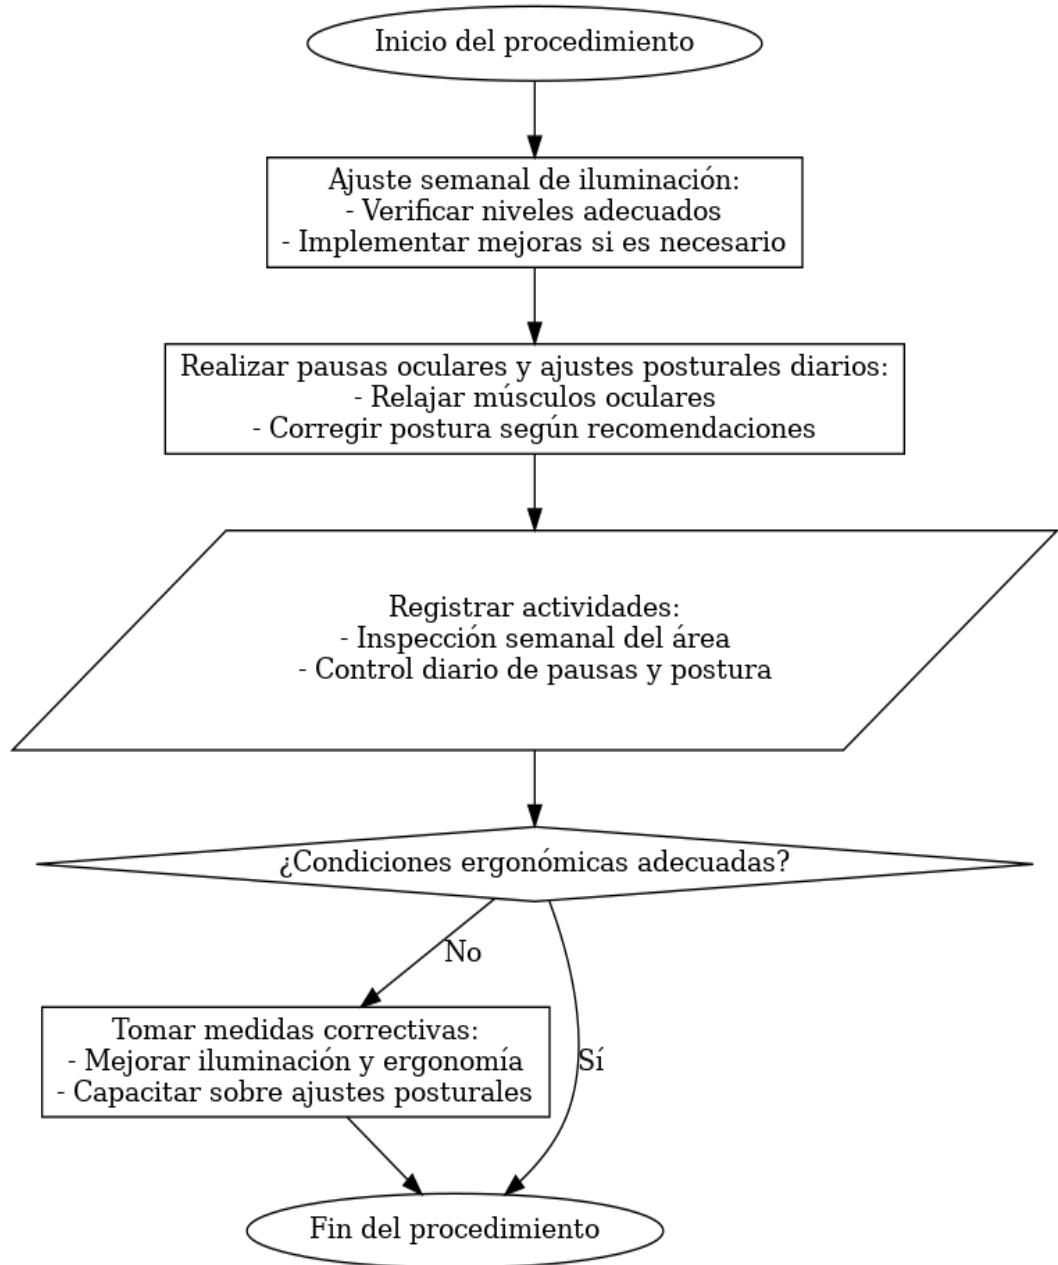 Inicio del procedimiento
Ajuste semanal de iluminación:
- Verificar niveles adecuados
- Implementar mejoras si es necesario
Realizar pausas oculares y ajustes posturales diarios:
- Relajar músculos oculares
- Corregir postura según recomendaciones
Registrar actividades:
- Inspección semanal del área
- Control diario de pausas y postura
¿Condiciones ergonómicas adecuadas?
No
Tomar medidas correctivas:
- Mejorar iluminación y ergonomía
- Capacitar sobre ajustes posturales
Sí
Fin del procedimiento